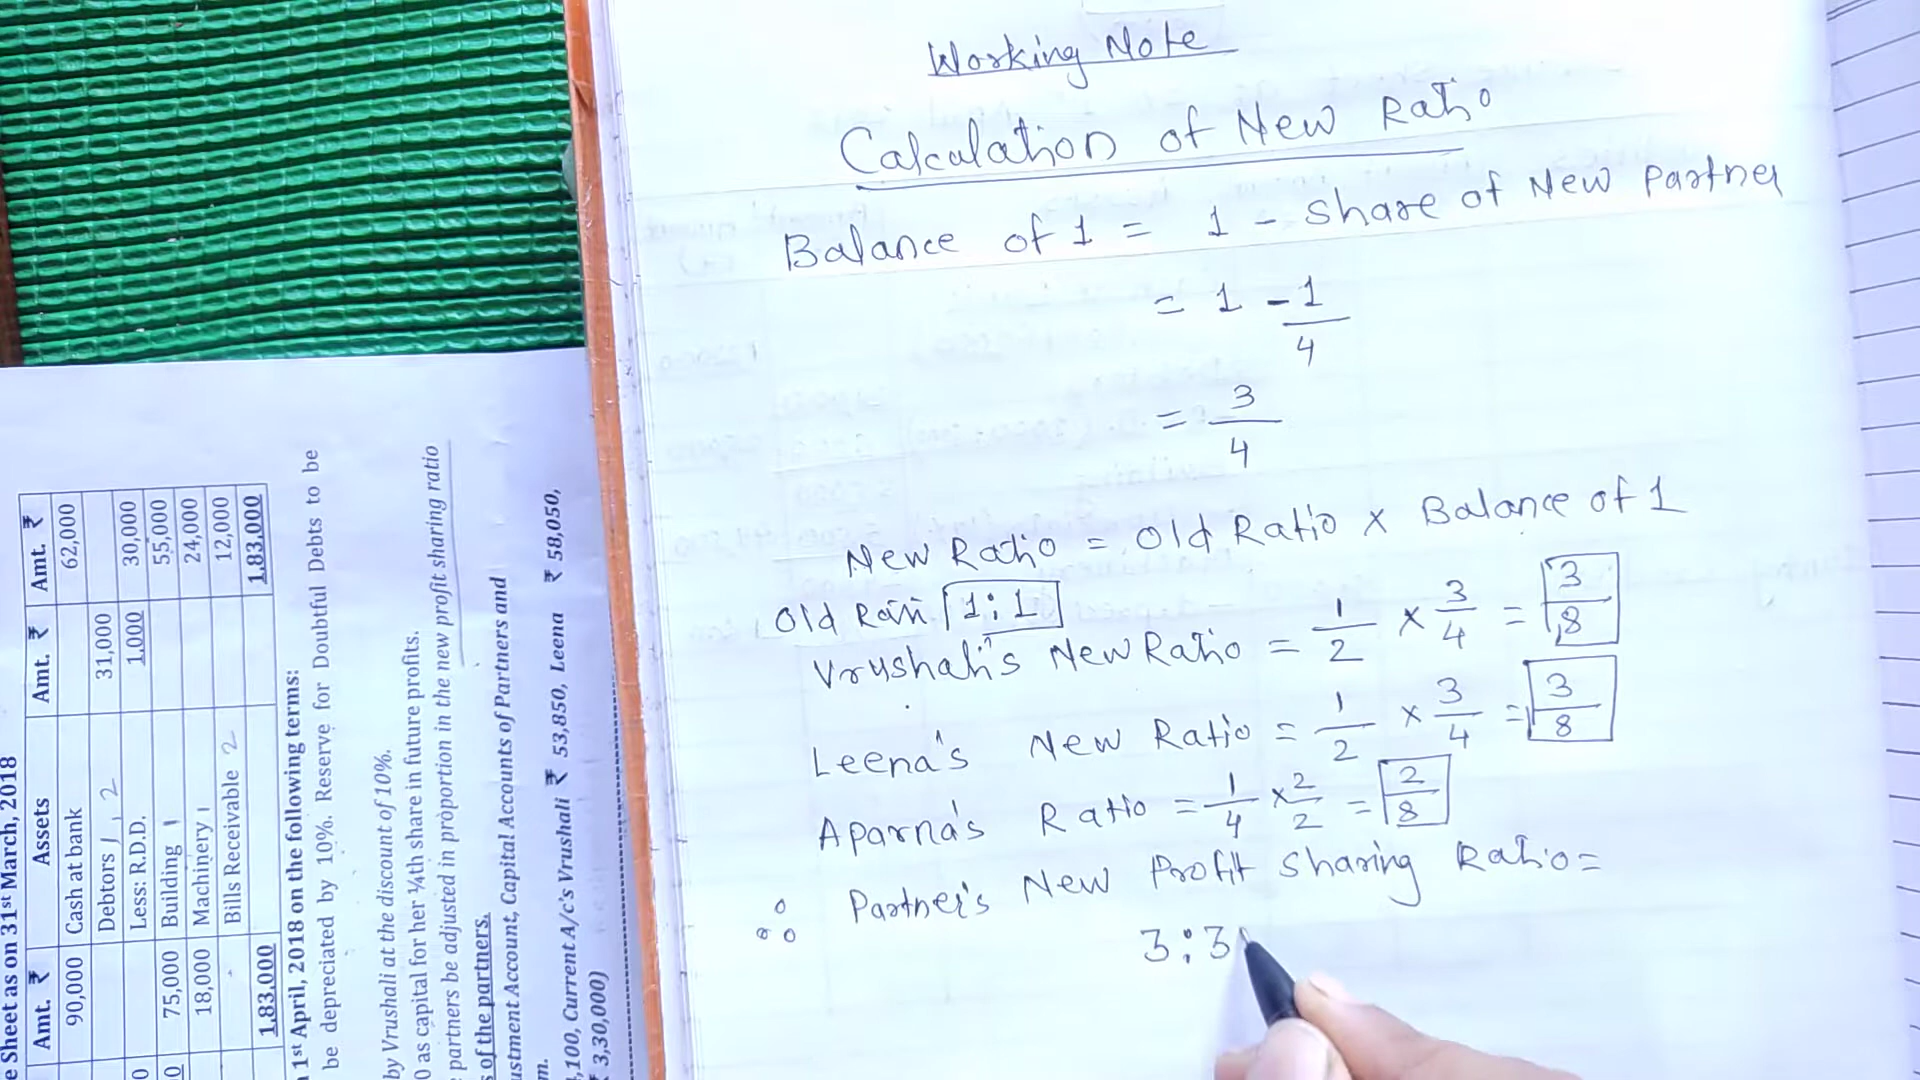 Working Note
Calculation of New Ratio
Balance of 1 = 1 - Share of New Partner
= 1 - 1/4
= 3/4
New Ratio = Old Ratio x Balance of 1
Old Ratio 1:1
Vrushali's New Ratio = 1/2 x 3/4 = 3/8
Leena's New Ratio = 1/2 x 3/4 = 3/8
Aparna's Ratio = 1/4 x 2/2 = 2/8
∴ Partner's New Profit Sharing Ratio =
3:3
e Sheet as on 31st March, 2018
Amt. ₹ Assets Amt. ₹ Amt. ₹
90,000 Cash at bank 62,000
Debtors 1, 2 31,000
Less: R.D.D. 1,000 30,000
75,000 Building 1 55,000
18,000 Machinery 1 24,000
Bills Receivable 2 12,000
1,83,000 1,83,000
1st April, 2018 on the following terms:
be depreciated by 10%. Reserve for Doubtful Debts to be
by Vrushali at the discount of 10%.
0 as capital for her ¼th share in future profits.
partners be adjusted in proportion in the new profit sharing ratio
s of the partners.
ustment Account, Capital Accounts of Partners and
m.
,100, Current A/c's Vrushali ₹ 53,850, Leena ₹ 58,050,
₹ 3,30,000)